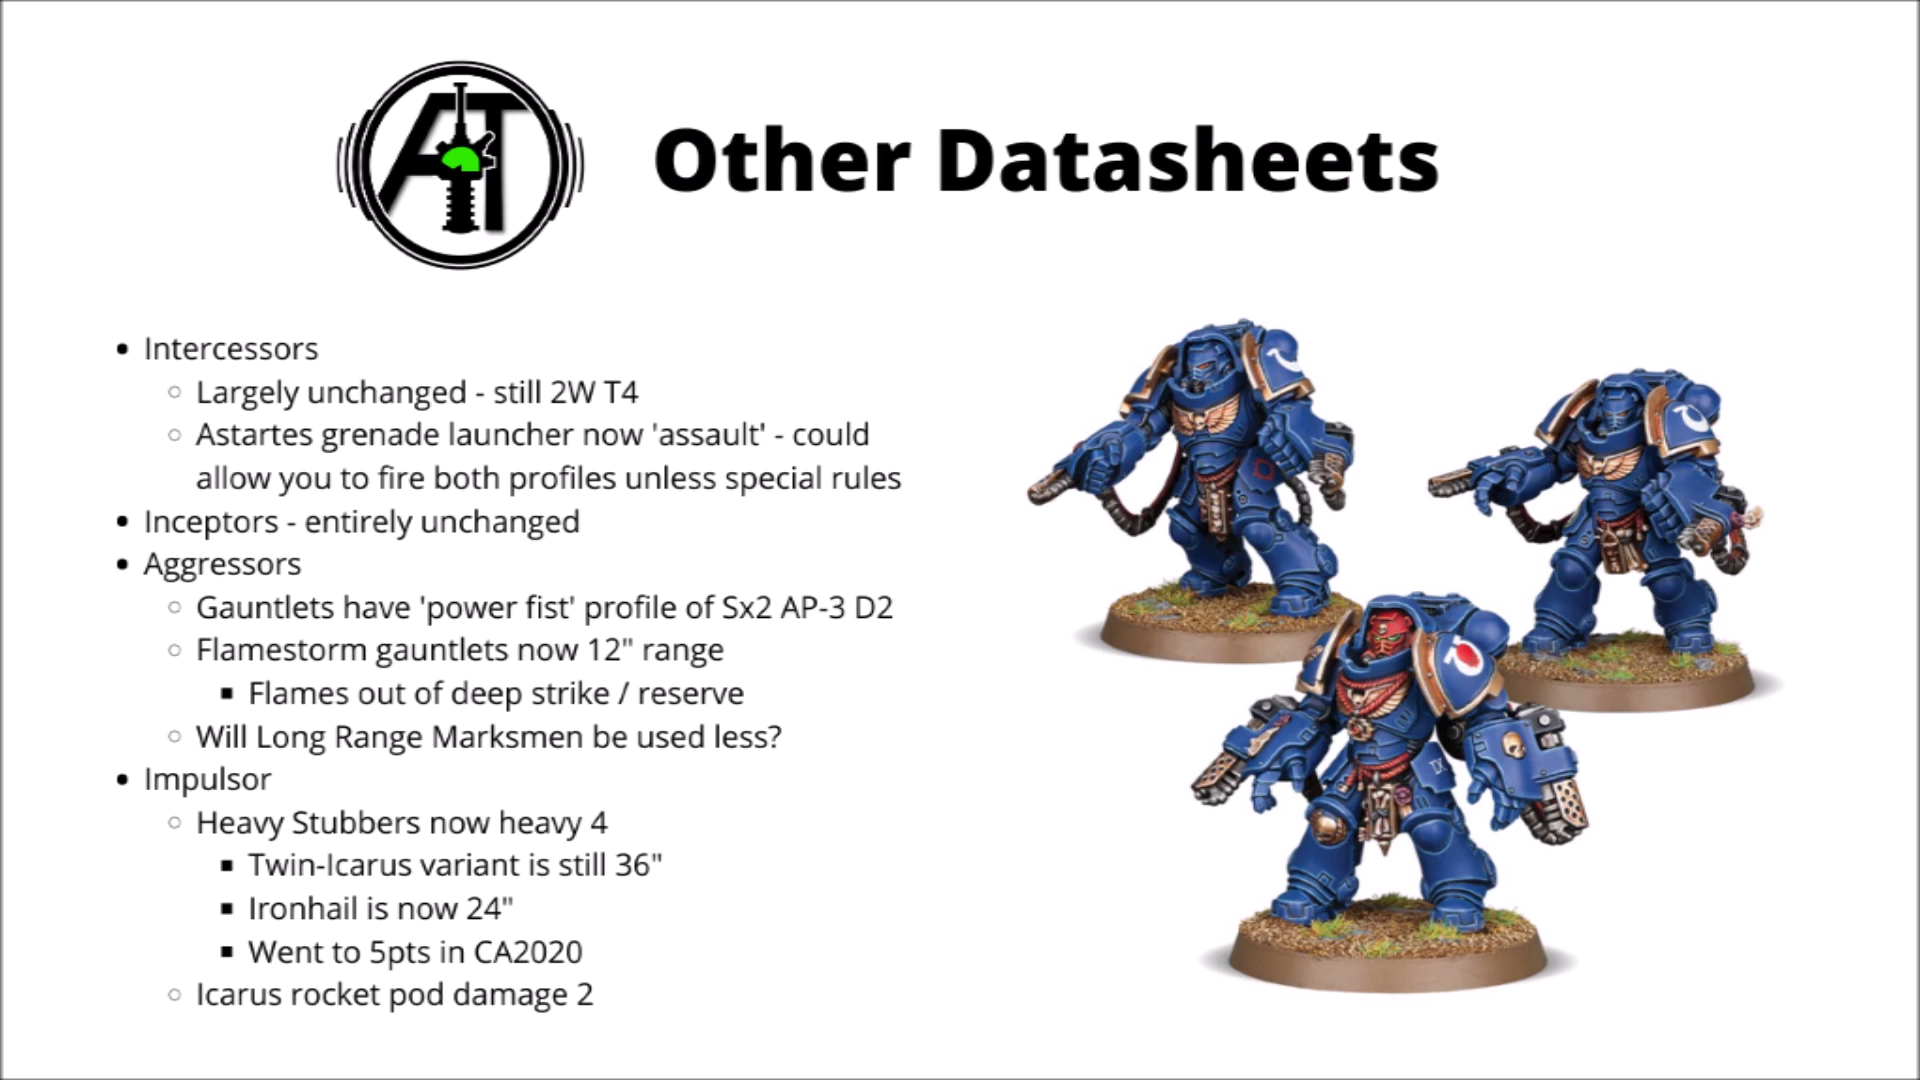 AT
Other Datasheets
Intercessors
Largely unchanged - still 2W T4
Astartes grenade launcher now 'assault' - could
allow you to fire both profiles unless special rules
Inceptors - entirely unchanged
Aggressors
Gauntlets have 'power fist' profile of Sx2 AP-3 D2
Flamestorm gauntlets now 12" range
Flames out of deep strike / reserve
Will Long Range Marksmen be used less?
Impulsor
Heavy Stubbers now heavy 4
Twin-Icarus variant is still 36"
Ironhail is now 24"
Went to 5pts in CA2020
Icarus rocket pod damage 2
IX